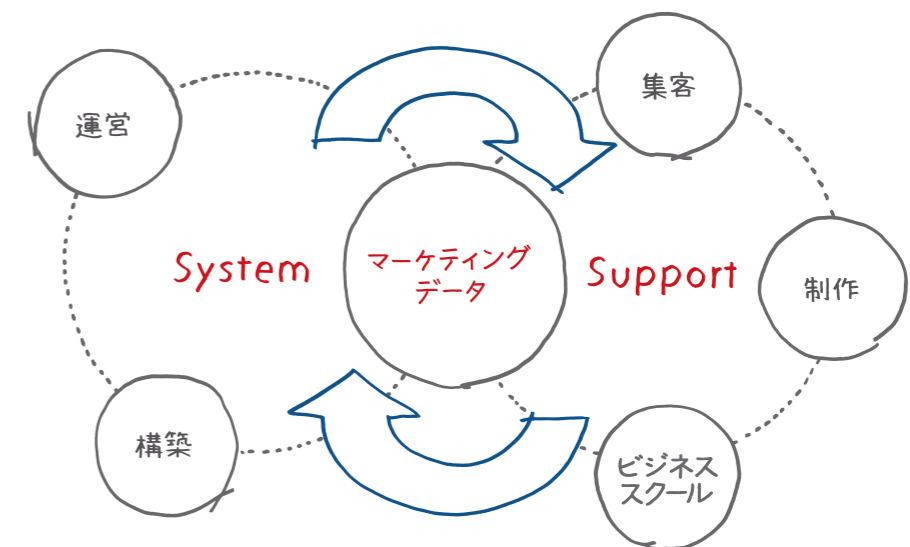 集客
運営
System
マーケティング
データ
Support
制作
構築
ビジネス
スクール